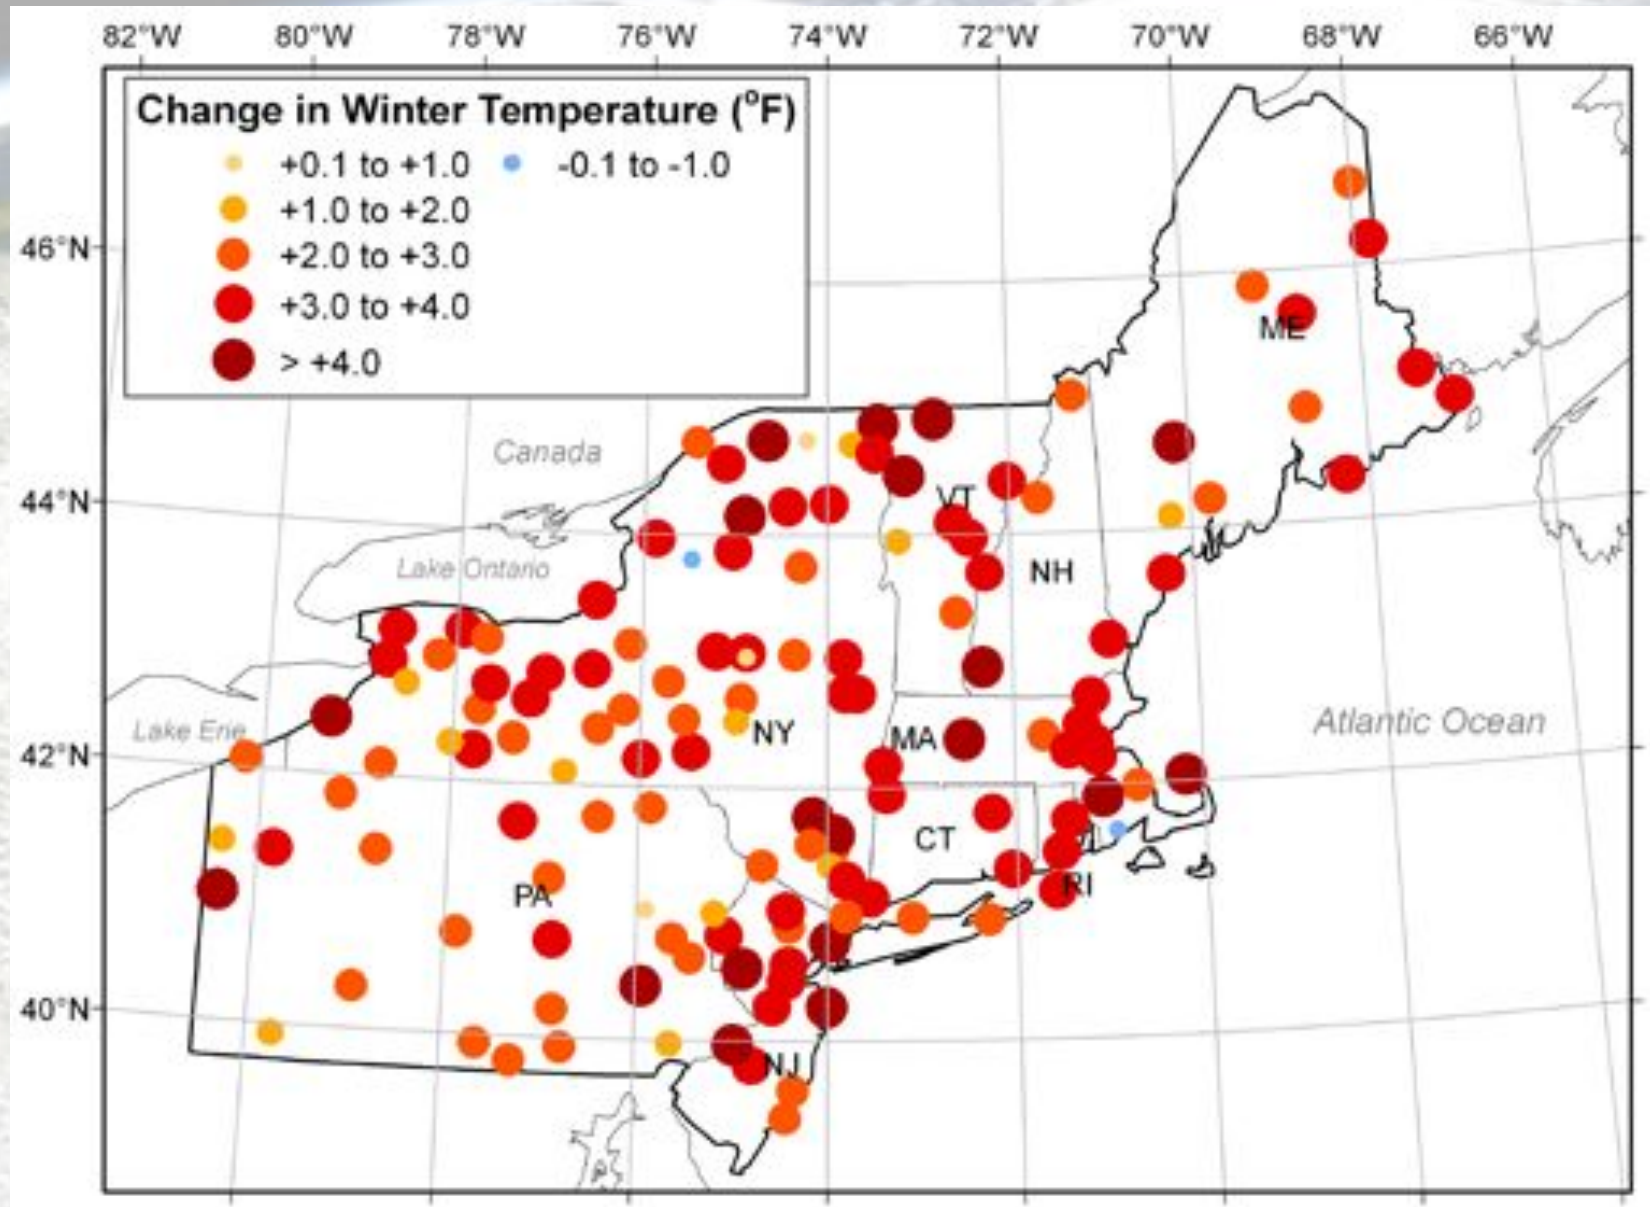 82°W 80°W 78°W 76°W 74°W 72°W 70°W 68°W 66°W
Change in Winter Temperature (°F)
+0.1 to +1.0 -0.1 to -1.0
+1.0 to +2.0
+2.0 to +3.0
+3.0 to +4.0
> +4.0
46°N
ME
Canada
44°N
VT
Lake Ontario
NH
Lake Erie
NY
MA
Atlantic Ocean
42°N
CT
PA
RI
40°N
NJ